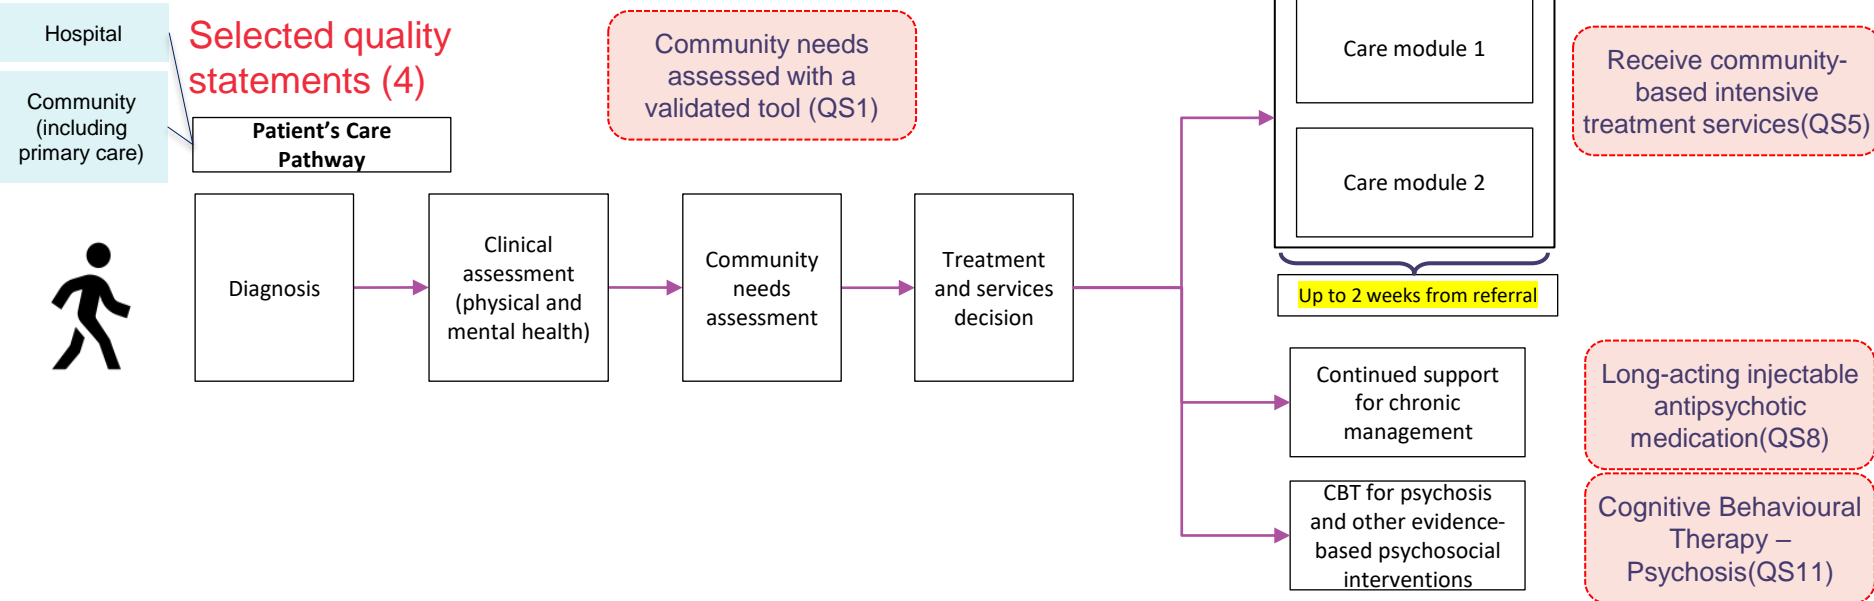 Hospital
Community
(including
primary care)
Selected quality
statements (4)
Patient’s Care
Pathway
Community needs
assessed with a
validated tool (QS1)
Diagnosis
Clinical
assessment
(physical and
mental health)
Community
needs
assessment
Treatment
and services
decision
Care module 1
Care module 2
Up to 2 weeks from referral
Receive community-
based intensive
treatment services(QS5)
Continued support
for chronic
management
Long-acting injectable
antipsychotic
medication(QS8)
CBT for psychosis
and other evidence-
based psychosocial
interventions
Cognitive Behavioural
Therapy –
Psychosis(QS11)